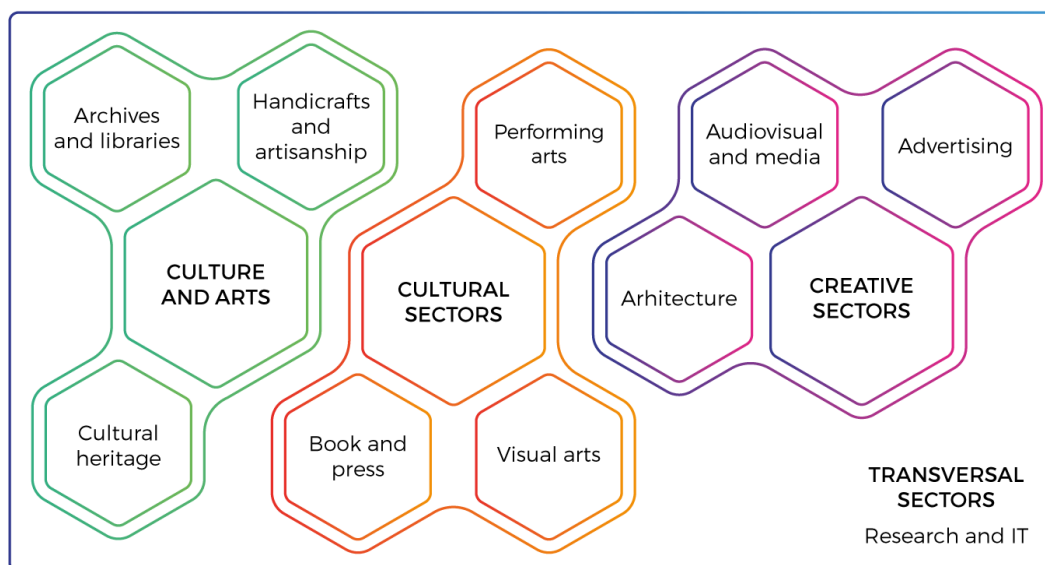 Archives
and libraries
Handicrafts
and
artisanship
CULTURE
AND ARTS
Cultural
heritage
Performing
arts
CULTURAL
SECTORS
Book and
press
Visual arts
Audiovisual
and media
Advertising
Arhitecture
CREATIVE
SECTORS
TRANSVERSAL
SECTORS
Research and IT